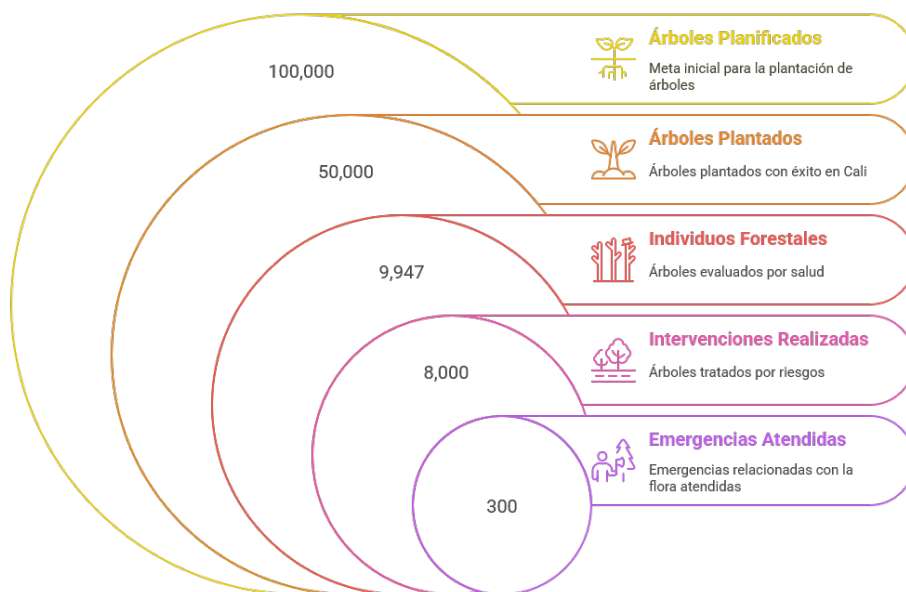 100,000
Árboles Planificados
Meta inicial para la plantación de
árboles
50,000
Árboles Plantados
Árboles plantados con éxito en Cali
9,947
Individuos Forestales
Árboles evaluados por salud
8,000
Intervenciones Realizadas
Árboles tratados por riesgos
300
Emergencias Atendidas
Emergencias relacionadas con la
flora atendidas